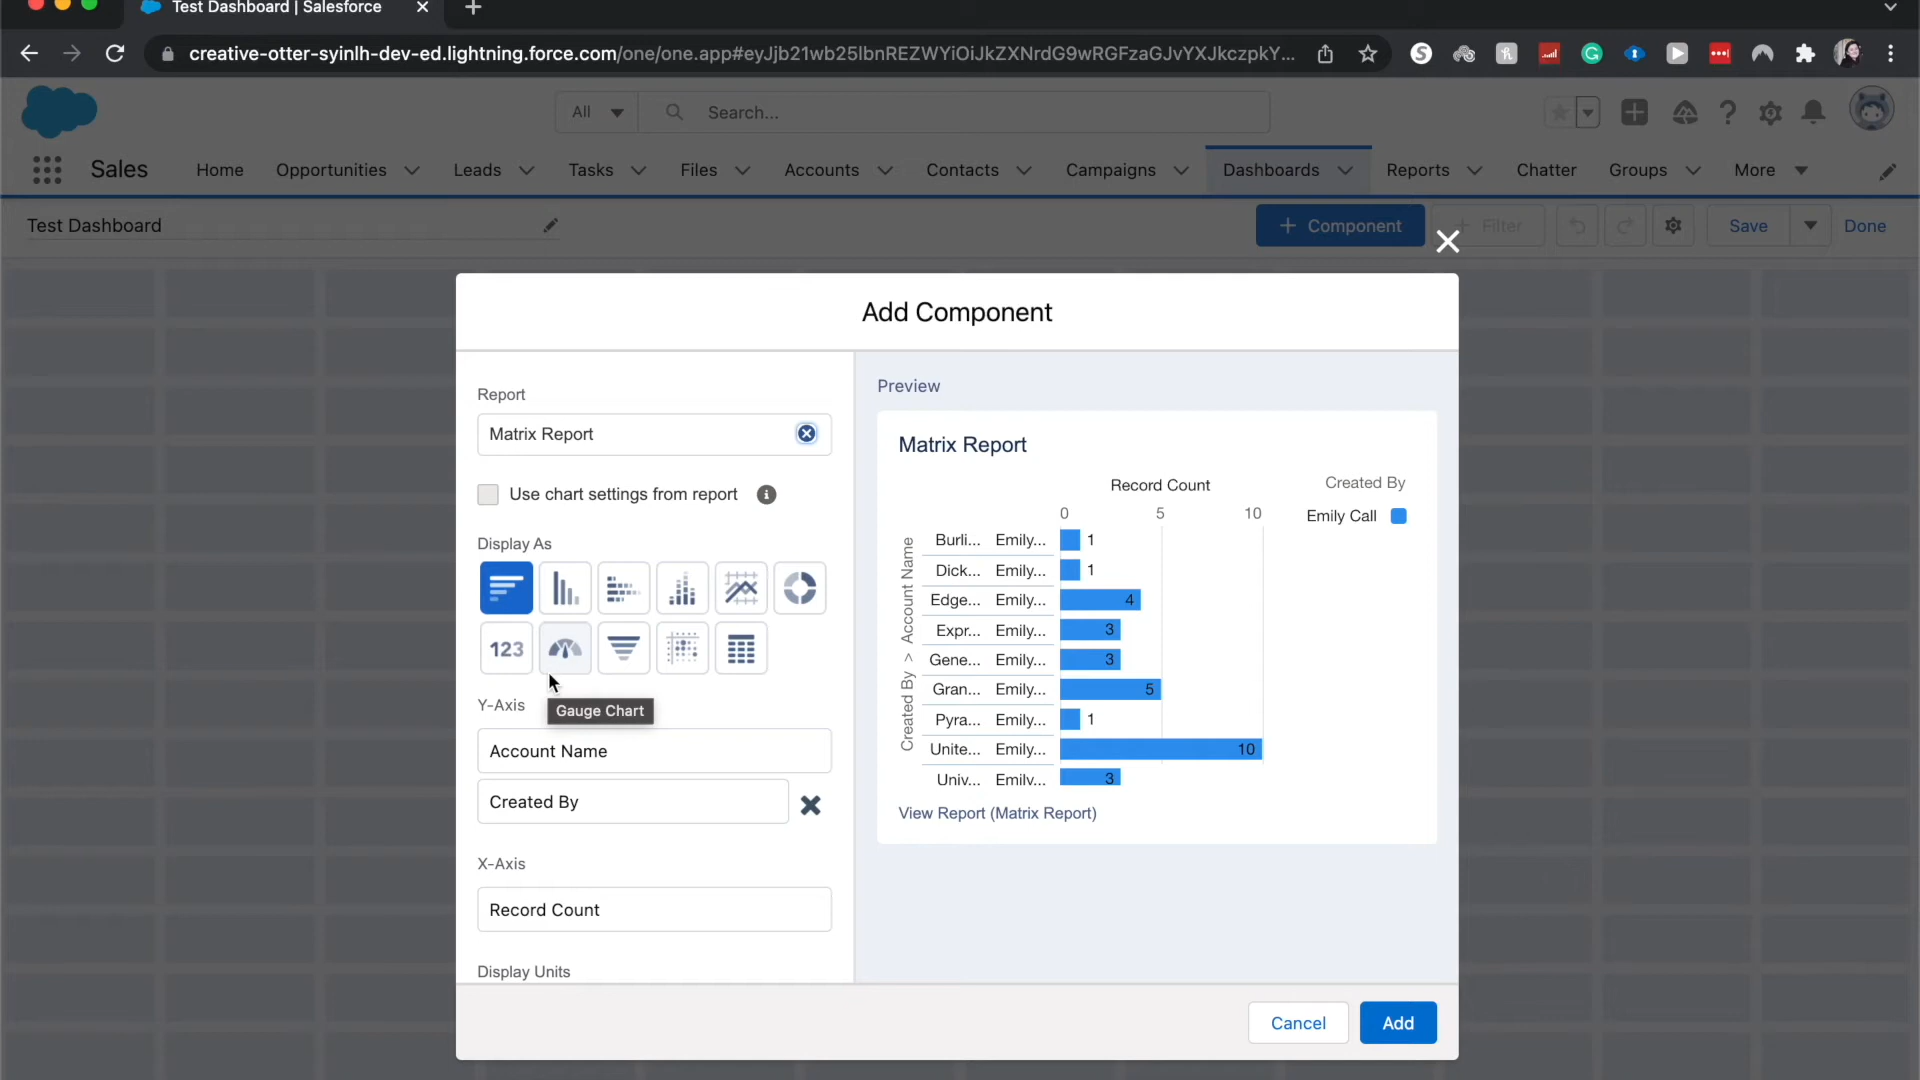 Test Dashboard | Salesforce
creative-otter-syinlh-dev-ed.lightning.force.com/one/one.app#eyJjb21wb25lbnREZWYiOiJkZXNrdG9wRGFzaGJvYXJkczpkY...
All
Search...
Sales
Home
Opportunities
Leads
Tasks
Files
Accounts
Contacts
Campaigns
Dashboards
Reports
Chatter
Groups
More
Test Dashboard
+ Component
+ Filter
Save
Done
Add Component
Report
Matrix Report
Use chart settings from report
Display As
123
Gauge Chart
Y-Axis
Account Name
Created By
X-Axis
Record Count
Display Units
Preview
Matrix Report
Record Count
0 5 10
Created By
Emily Call
Created By > Account Name
Burli... Emily... 1
Dick... Emily... 1
Edge... Emily... 4
Expr... Emily... 3
Gene... Emily... 3
Gran... Emily... 5
Pyra... Emily... 1
Unite... Emily... 10
Univ... Emily... 3
View Report (Matrix Report)
Cancel
Add